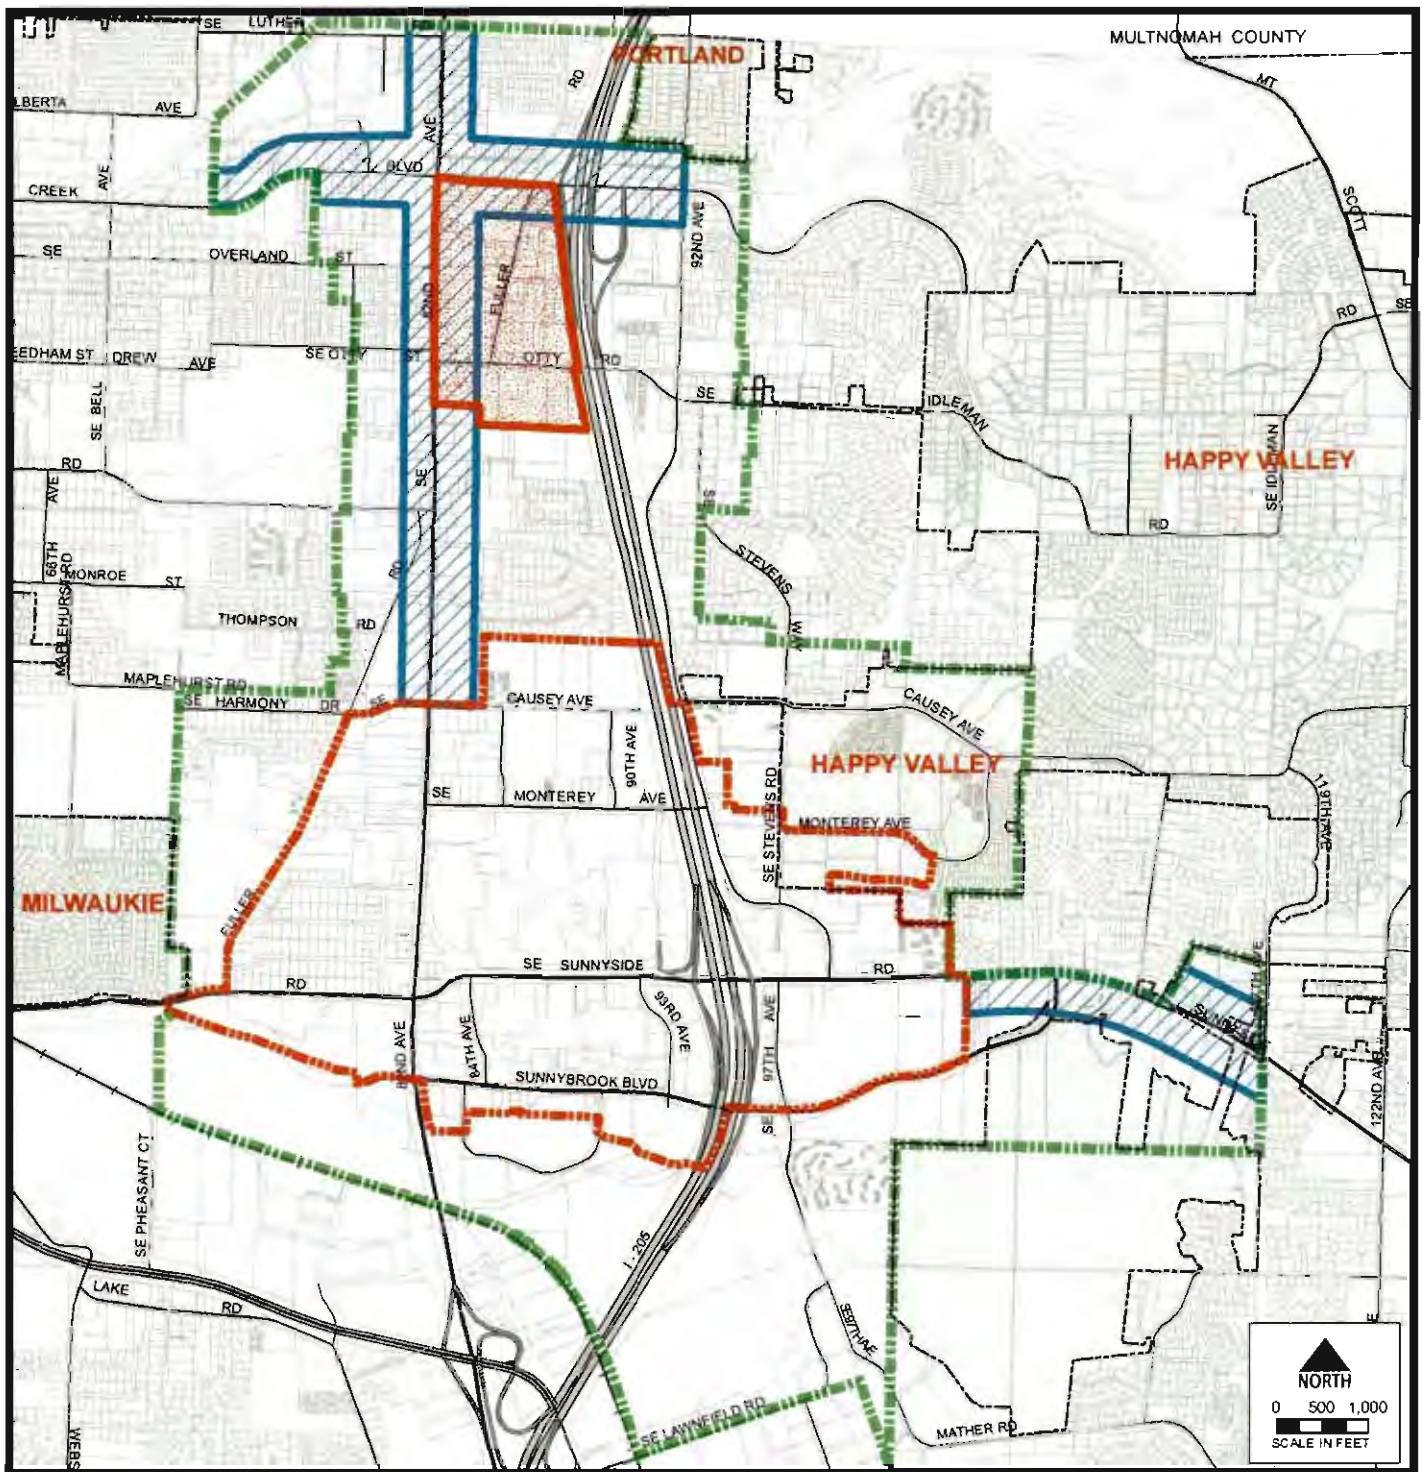 SE LUTHER RD
PORTLAND
MULTNOMAH COUNTY
RD
MT
LBERTA AVE
AVE
AVE
BLVD
CREEK
SCOTT
92ND AVE
SE OVERLAND ST
FULLER
82ND
RD SE
EEDHAM ST DREW AVE
SE OTTY ST OTTY RD
SE IDLEMAN
SE BELL
HAPPY VALLEY
SE IDLEMAN
RD
AVE
SE
SE
RD
STEVENS
WAY
68TH
RD
MONROE ST
MAPLEHURST RD
THOMPSON RD
MAPLEHURST RD
SE HARMONY DR SE
CAUSEY AVE
CAUSEY AVE
90TH AVE
HAPPY VALLEY
SE STEVENS RD
SE MONTEREY AVE
MONTEREY AVE
119TH AVE
MILWAUKIE
FULLER
SE SUNNYSIDE RD
RD
93RD AVE
AVE
97TH
SE
84TH AVE
82ND AVE
SUNNYBROOK BLVD
122ND AVE
SE PHEASANT CT
I - 205
LAKE RD
SE 97TH AVE
SE LAWNFIELD RD
MATHER RD
WEBS
E
NORTH
0 500 1,000
SCALE IN FEET